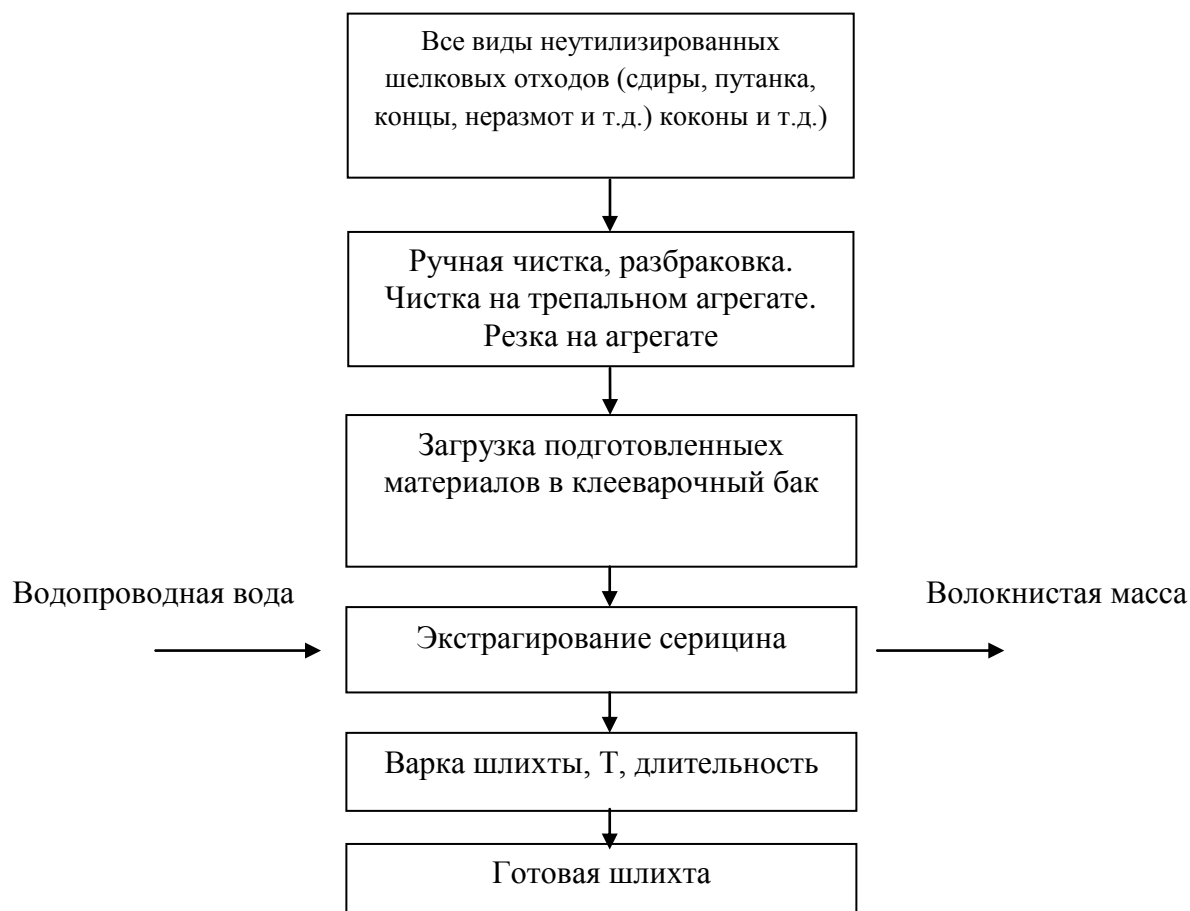 Все виды неутилизированных
шелковых отходов (сдиры, путанка,
концы, неразмот и т.д.) коконы и т.д.)
Ручная чистка, разбраковка.
Чистка на трепальном агрегате.
Резка на агрегате
Загрузка подготовленныех
материалов в клееварочный бак
Водопроводная вода
Волокнистая масса
Экстрагирование серицина
Варка шлихты, Т, длительность
Готовая шлихта